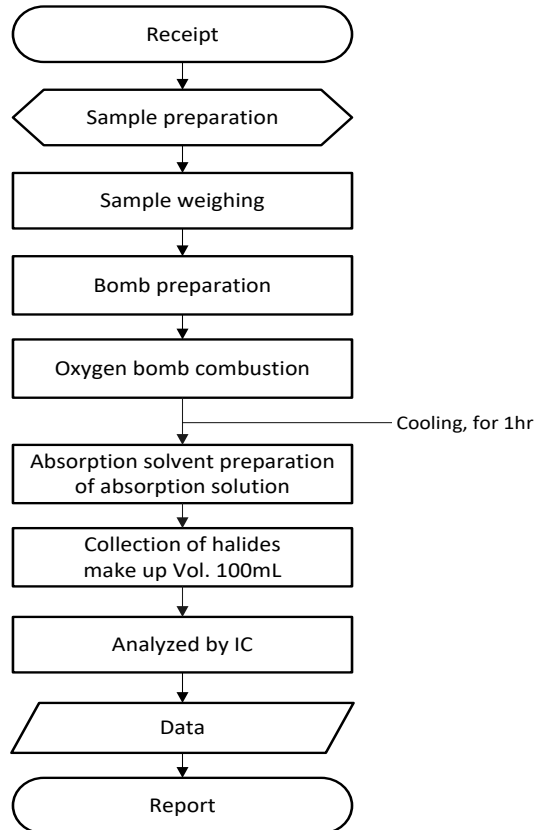 Receipt
Sample preparation
Sample weighing
Bomb preparation
Oxygen bomb combustion
Cooling, for 1hr
Absorption solvent preparation
of absorption solution
Collection of halides
make up Vol. 100mL
Analyzed by IC
Data
Report